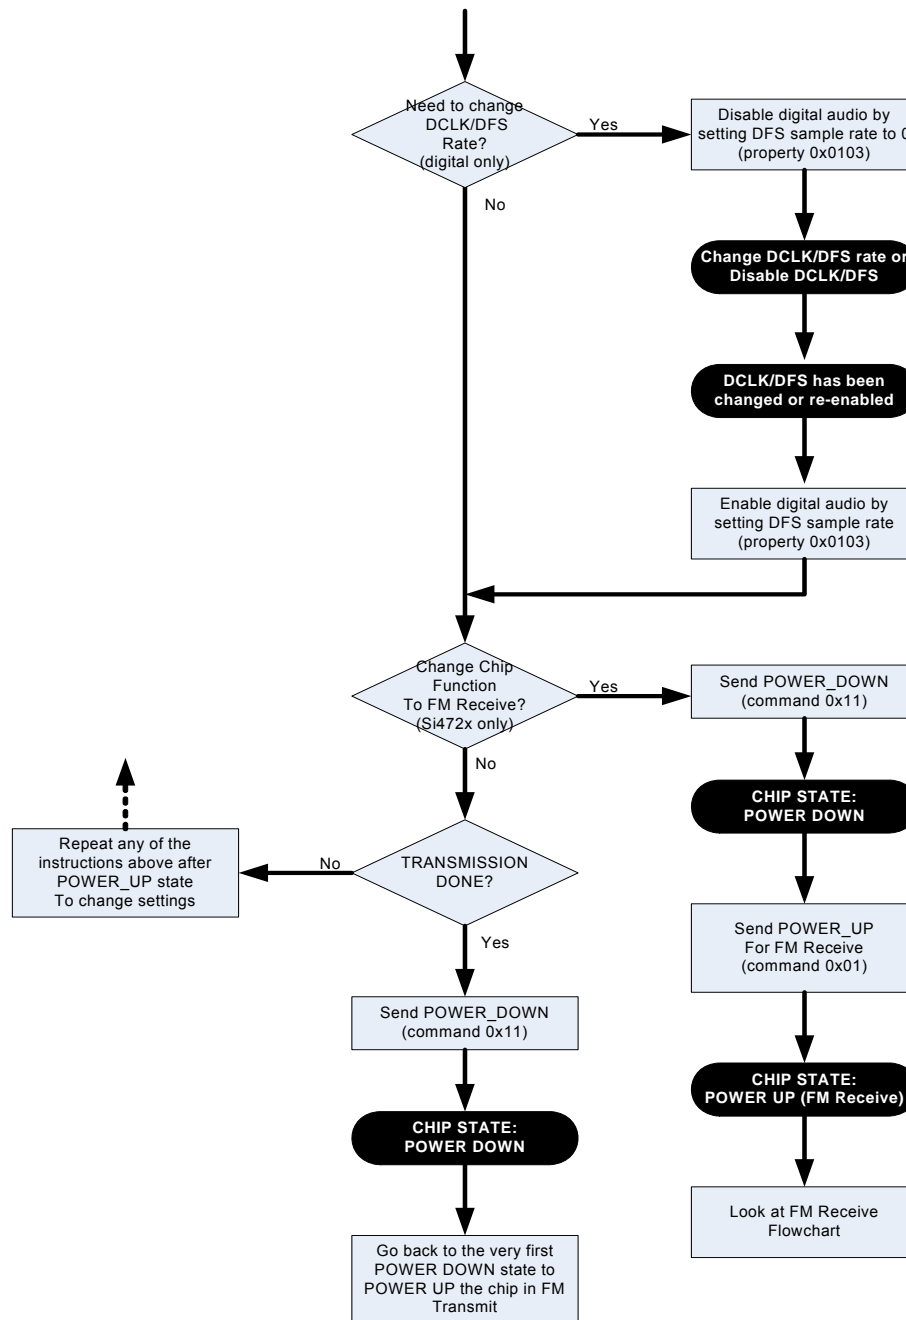 Need to change
DCLK/DFS
Rate?
(digital only)
Yes
No
Disable digital audio by
setting DFS sample rate to 0
(property 0x0103)
Change DCLK/DFS rate or
Disable DCLK/DFS
DCLK/DFS has been
changed or re-enabled
Enable digital audio by
setting DFS sample rate
(property 0x0103)
Change Chip
Function
To FM Receive?
(Si472x only)
Yes
No
Send POWER_DOWN
(command 0x11)
CHIP STATE:
POWER DOWN
Send POWER_UP
For FM Receive
(command 0x01)
CHIP STATE:
POWER UP (FM Receive)
Look at FM Receive
Flowchart
TRANSMISSION
DONE?
No
Yes
Repeat any of the
instructions above after
POWER_UP state
To change settings
Send POWER_DOWN
(command 0x11)
CHIP STATE:
POWER DOWN
Go back to the very first
POWER DOWN state to
POWER UP the chip in FM
Transmit